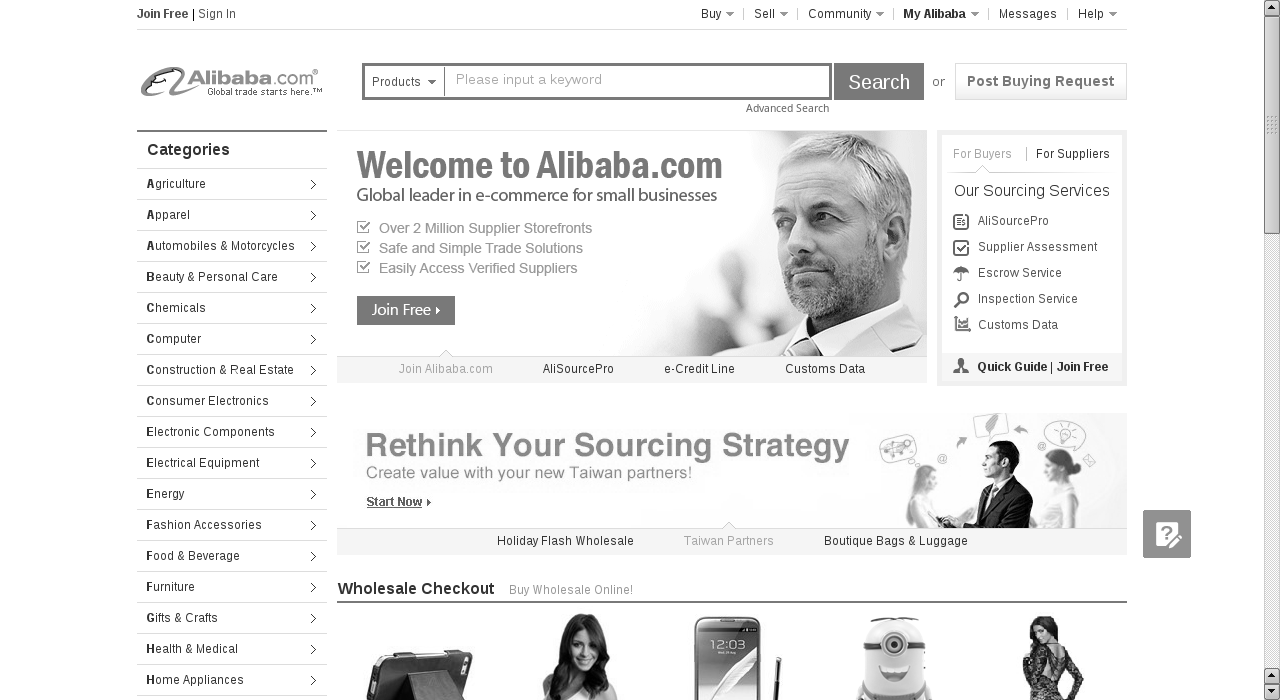 Join Free | Sign In
Buy
Sell
Community
My Alibaba
Messages
Help
Alibaba.com®
Global trade starts here.™
Products
Please input a keyword
Search
or
Post Buying Request
Advanced Search
Categories
Agriculture
Apparel
Automobiles & Motorcycles
Beauty & Personal Care
Chemicals
Computer
Construction & Real Estate
Consumer Electronics
Electronic Components
Electrical Equipment
Energy
Fashion Accessories
Food & Beverage
Furniture
Gifts & Crafts
Health & Medical
Home Appliances
Welcome to Alibaba.com
Global leader in e-commerce for small businesses
Over 2 Million Supplier Storefronts
Safe and Simple Trade Solutions
Easily Access Verified Suppliers
Join Free
Join Alibaba.com
AliSourcePro
e-Credit Line
Customs Data
For Buyers
For Suppliers
Our Sourcing Services
AliSourcePro
Supplier Assessment
Escrow Service
Inspection Service
Customs Data
Quick Guide | Join Free
Rethink Your Sourcing Strategy
Create value with your new Taiwan partners!
Start Now
Holiday Flash Wholesale
Taiwan Partners
Boutique Bags & Luggage
Wholesale Checkout
Buy Wholesale Online!
12:03